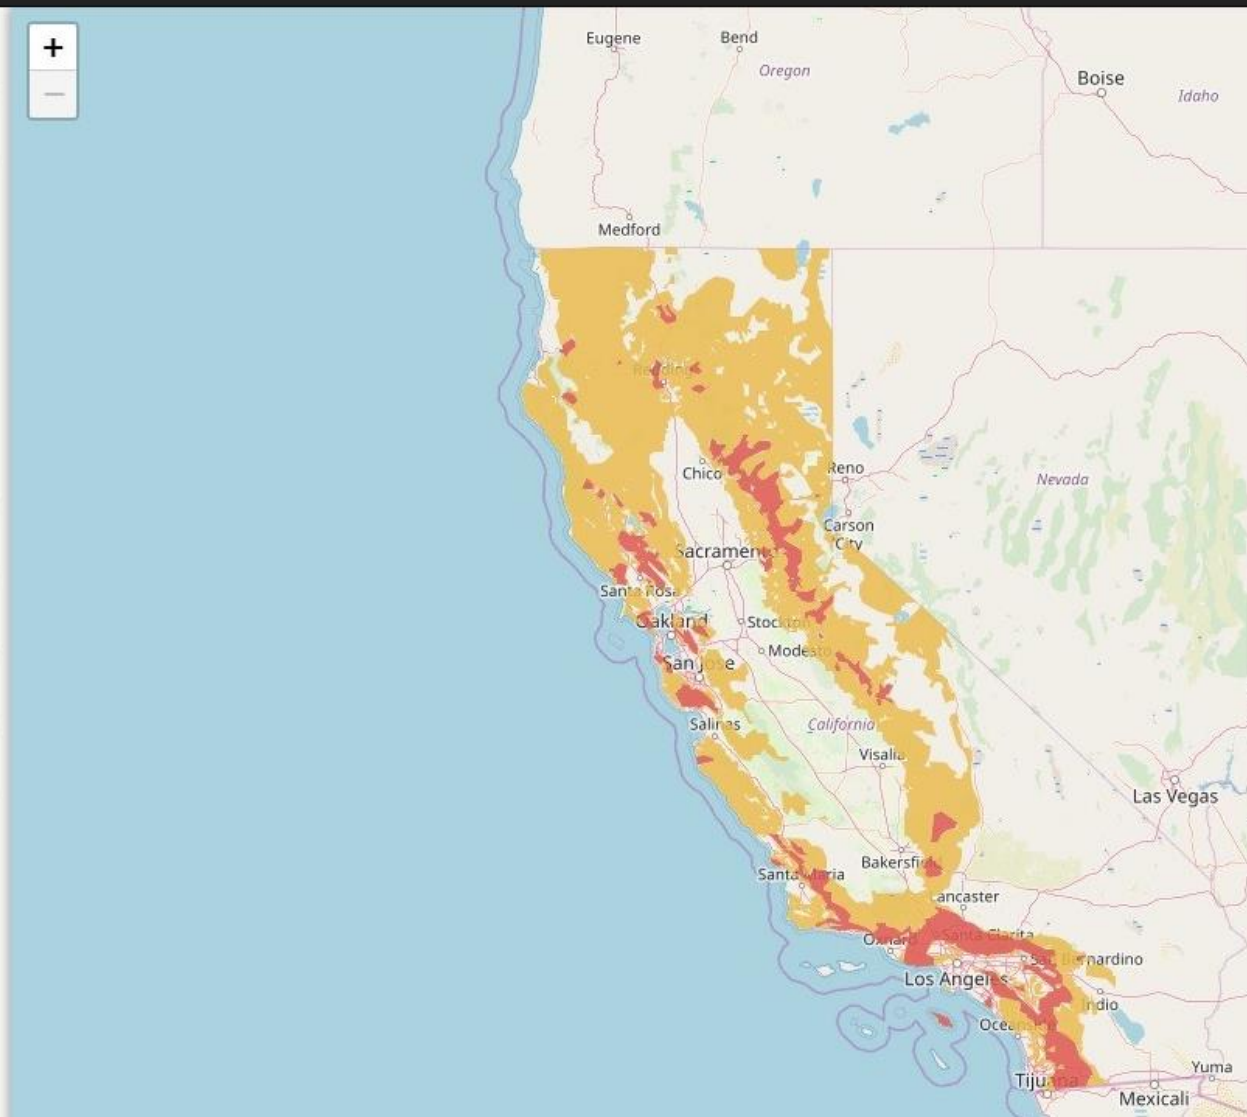 +
−
Eugene
Bend
Oregon
Boise
Idaho
Medford
Redding
Chico
Reno
Nevada
Carson
City
Sacramento
Santa Rosa
Oakland
Stockton
Modesto
San Jose
Salinas
California
Visalia
Las Vegas
Bakersfield
Santa Maria
Lancaster
Oxnard
Santa Clarita
San Bernardino
Los Angeles
Indio
Oceanside
Yuma
Tijuana
Mexicali